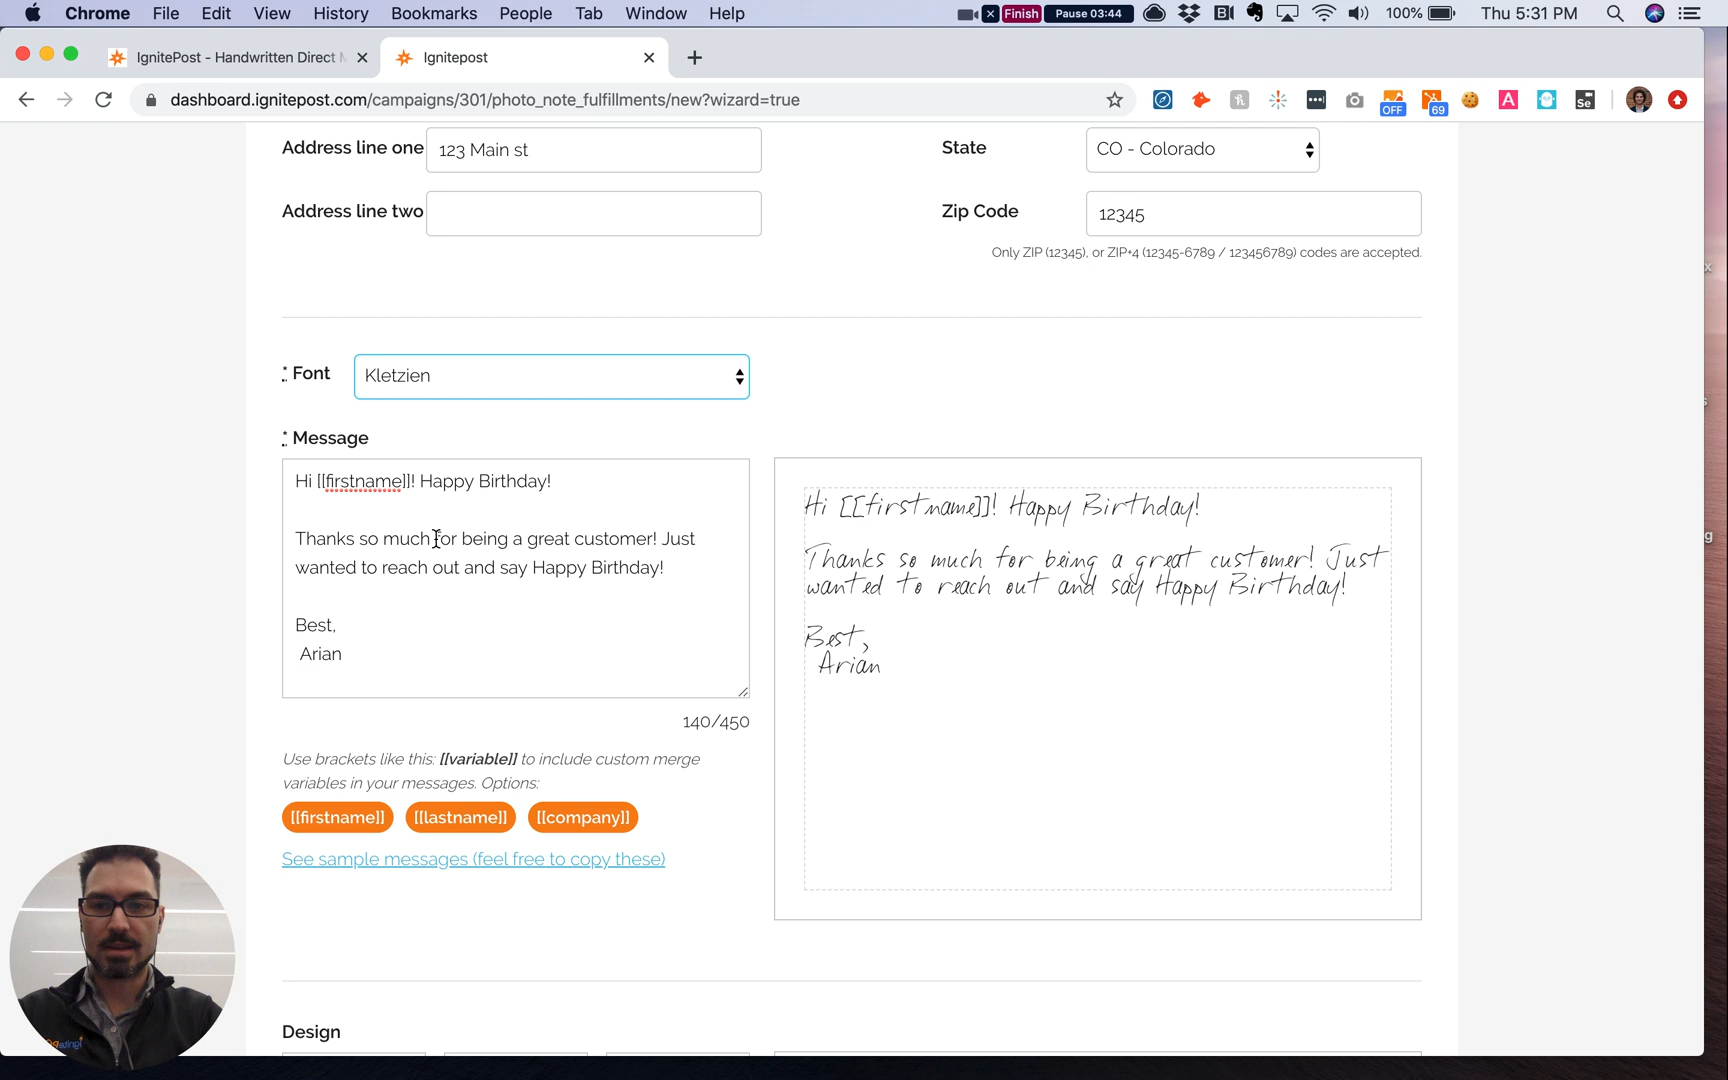 Chrome File Edit View History Bookmarks People Tab Window Help Finish Pause 03:44 100% Thu 5:31 PM
IgnitePost - Handwritten Direct M Ignitepost
dashboard.ignitepost.com/campaigns/301/photo_note_fulfillments/new?wizard=true
OFF 69 A Se
Address line one 123 Main st State CO - Colorado
Address line two Zip Code 12345
Only ZIP (12345), or ZIP+4 (12345-6789 / 123456789) codes are accepted.
* Font Kletzien
* Message
Hi [[firstname]]! Happy Birthday!
Thanks so much for being a great customer! Just
wanted to reach out and say Happy Birthday!
Best,
Arian
140/450
Use brackets like this: [[variable]] to include custom merge
variables in your messages. Options:
[[firstname]] [[lastname]] [[company]]
See sample messages (feel free to copy these)
Hi [[firstname]]! Happy Birthday!
Thanks so much for being a great customer! Just
wanted to reach out and say Happy Birthday!
Best,
Arian
Design